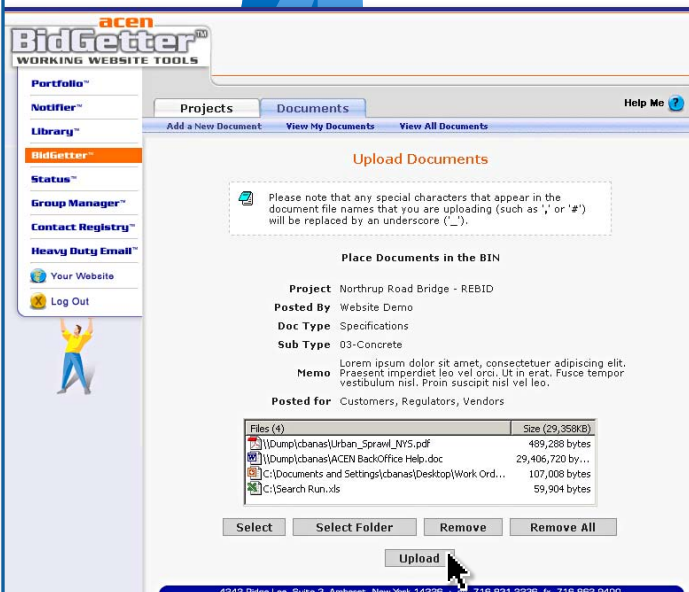 acen
BidGetter™
WORKING WEBSITE TOOLS
Portfolio™
Notifier™
Library™
BidGetter™
Status™
Group Manager™
Contact Registry™
Heavy Duty Email™
Your Website
Log Out
Projects
Documents
Help Me ?
Add a New Document View My Documents View All Documents
Upload Documents
Please note that any special characters that appear in the
document file names that you are uploading (such as ',' or '#')
will be replaced by an underscore ('_').
Place Documents in the BIN
Project Northrup Road Bridge - REBID
Posted By Website Demo
Doc Type Specifications
Sub Type 03-Concrete
Memo Lorem ipsum dolor sit amet, consectetuer adipiscing elit.
Praesent imperdiet leo vel orci. Ut in erat. Fusce tempor
vestibulum nisl. Proin suscipit nisl vel leo.
Posted for Customers, Regulators, Vendors
Files (4) Size (29,358KB)
\\Dump\cbanas\Urban_Sprawl_NYS.pdf 489,288 bytes
\\Dump\cbanas\ACEN BackOffice Help.doc 29,406,720 by...
C:\Documents and Settings\cbanas\Desktop\Work Ord... 107,008 bytes
C:\Search Run.xls 59,904 bytes
Select Select Folder Remove Remove All
Upload